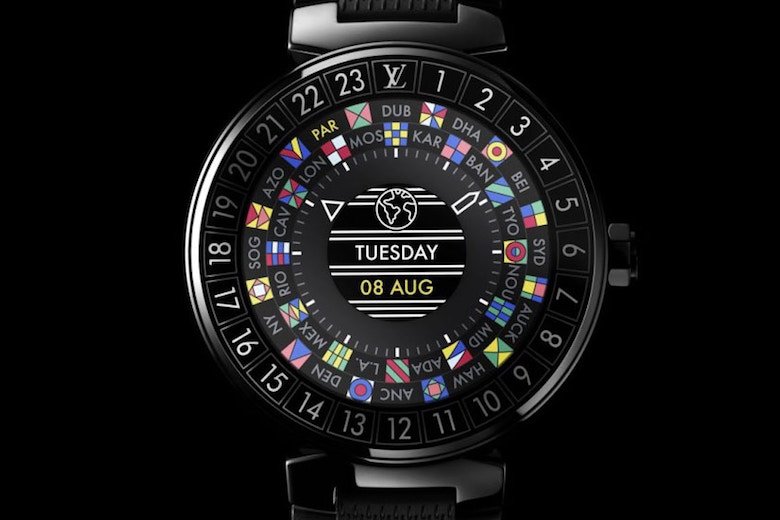 LV
1
2
3
4
5
6
7
8
9
10
11
12
13
14
15
16
17
18
19
20
21
22
23
DUB
KAR
DHA
BAN
BEI
TYO
SYD
NOU
AUCK
MID
HAW
ADA
ANC
L.A.
DEN
MEX
NY
RIO
SOG
CAV
AZO
LON
PAR
MOS
TUESDAY
08 AUG